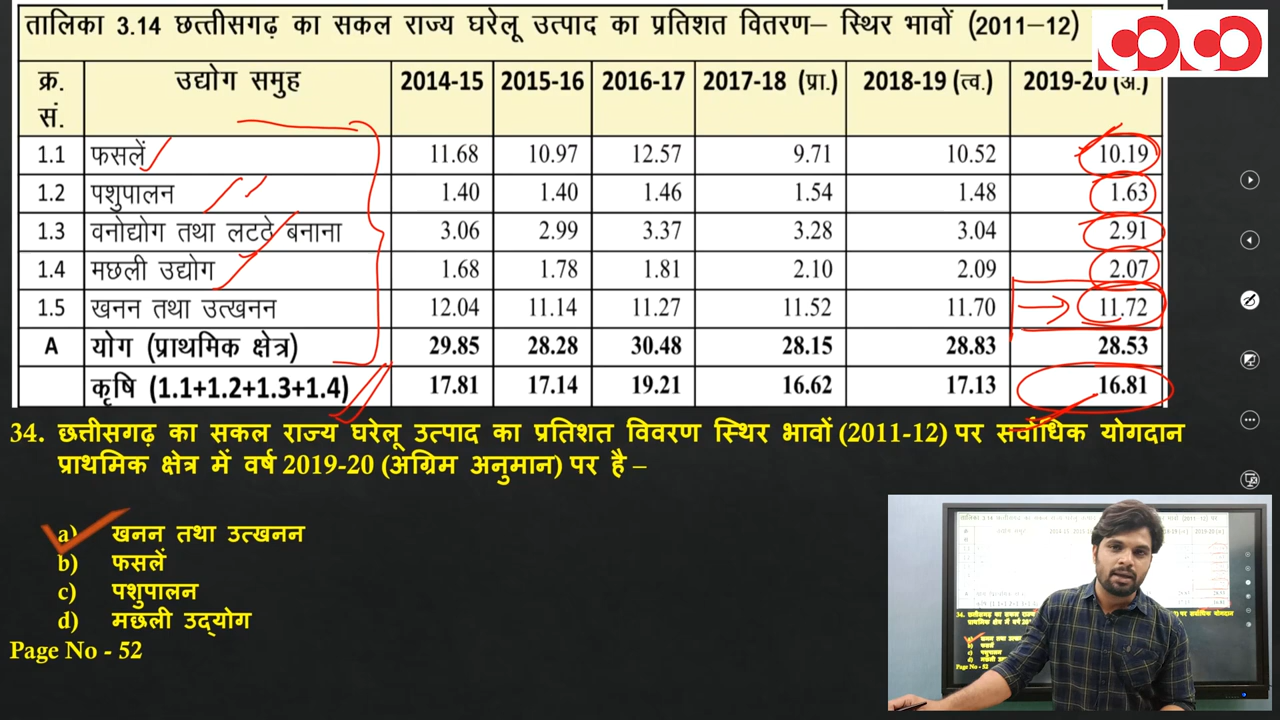 तालिका 3.14 छत्तीसगढ़ का सकल राज्य घरेलू उत्पाद का प्रतिशत वितरण– स्थिर भावों (2011–12)
क्र. सं. उद्योग समुह 2014-15 2015-16 2016-17 2017-18 (प्रा.) 2018-19 (त्व.) 2019-20 (अ.)
1.1 फसलें 11.68 10.97 12.57 9.71 10.52 10.19
1.2 पशुपालन 1.40 1.40 1.46 1.54 1.48 1.63
1.3 वनोद्योग तथा लटठे बनाना 3.06 2.99 3.37 3.28 3.04 2.91
1.4 मछली उद्योग 1.68 1.78 1.81 2.10 2.09 2.07
1.5 खनन तथा उत्खनन 12.04 11.14 11.27 11.52 11.70 11.72
A योग (प्राथमिक क्षेत्र) 29.85 28.28 30.48 28.15 28.83 28.53
कृषि (1.1+1.2+1.3+1.4) 17.81 17.14 19.21 16.62 17.13 16.81
34. छत्तीसगढ़ का सकल राज्य घरेलू उत्पाद का प्रतिशत विवरण स्थिर भावों (2011-12) पर सर्वाधिक योगदान
प्राथमिक क्षेत्र में वर्ष 2019-20 (अग्रिम अनुमान) पर है –
a) खनन तथा उत्खनन
b) फसलें
c) पशुपालन
d) मछली उद्योग
Page No - 52